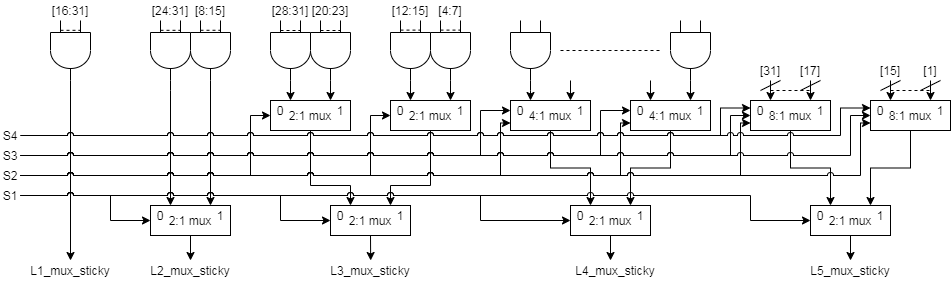 [16:31] [24:31] [8:15] [28:31] [20:23] [12:15] [4:7]
[31] [17] [15] [1]
0 2:1 mux 1 0 2:1 mux 1 0 4:1 mux 1 0 4:1 mux 1 0 8:1 mux 1 0 8:1 mux 1
S4
S3
S2
S1
0 2:1 mux 1 0 2:1 mux 1 0 2:1 mux 1 0 2:1 mux 1
L1_mux_sticky L2_mux_sticky L3_mux_sticky L4_mux_sticky L5_mux_sticky